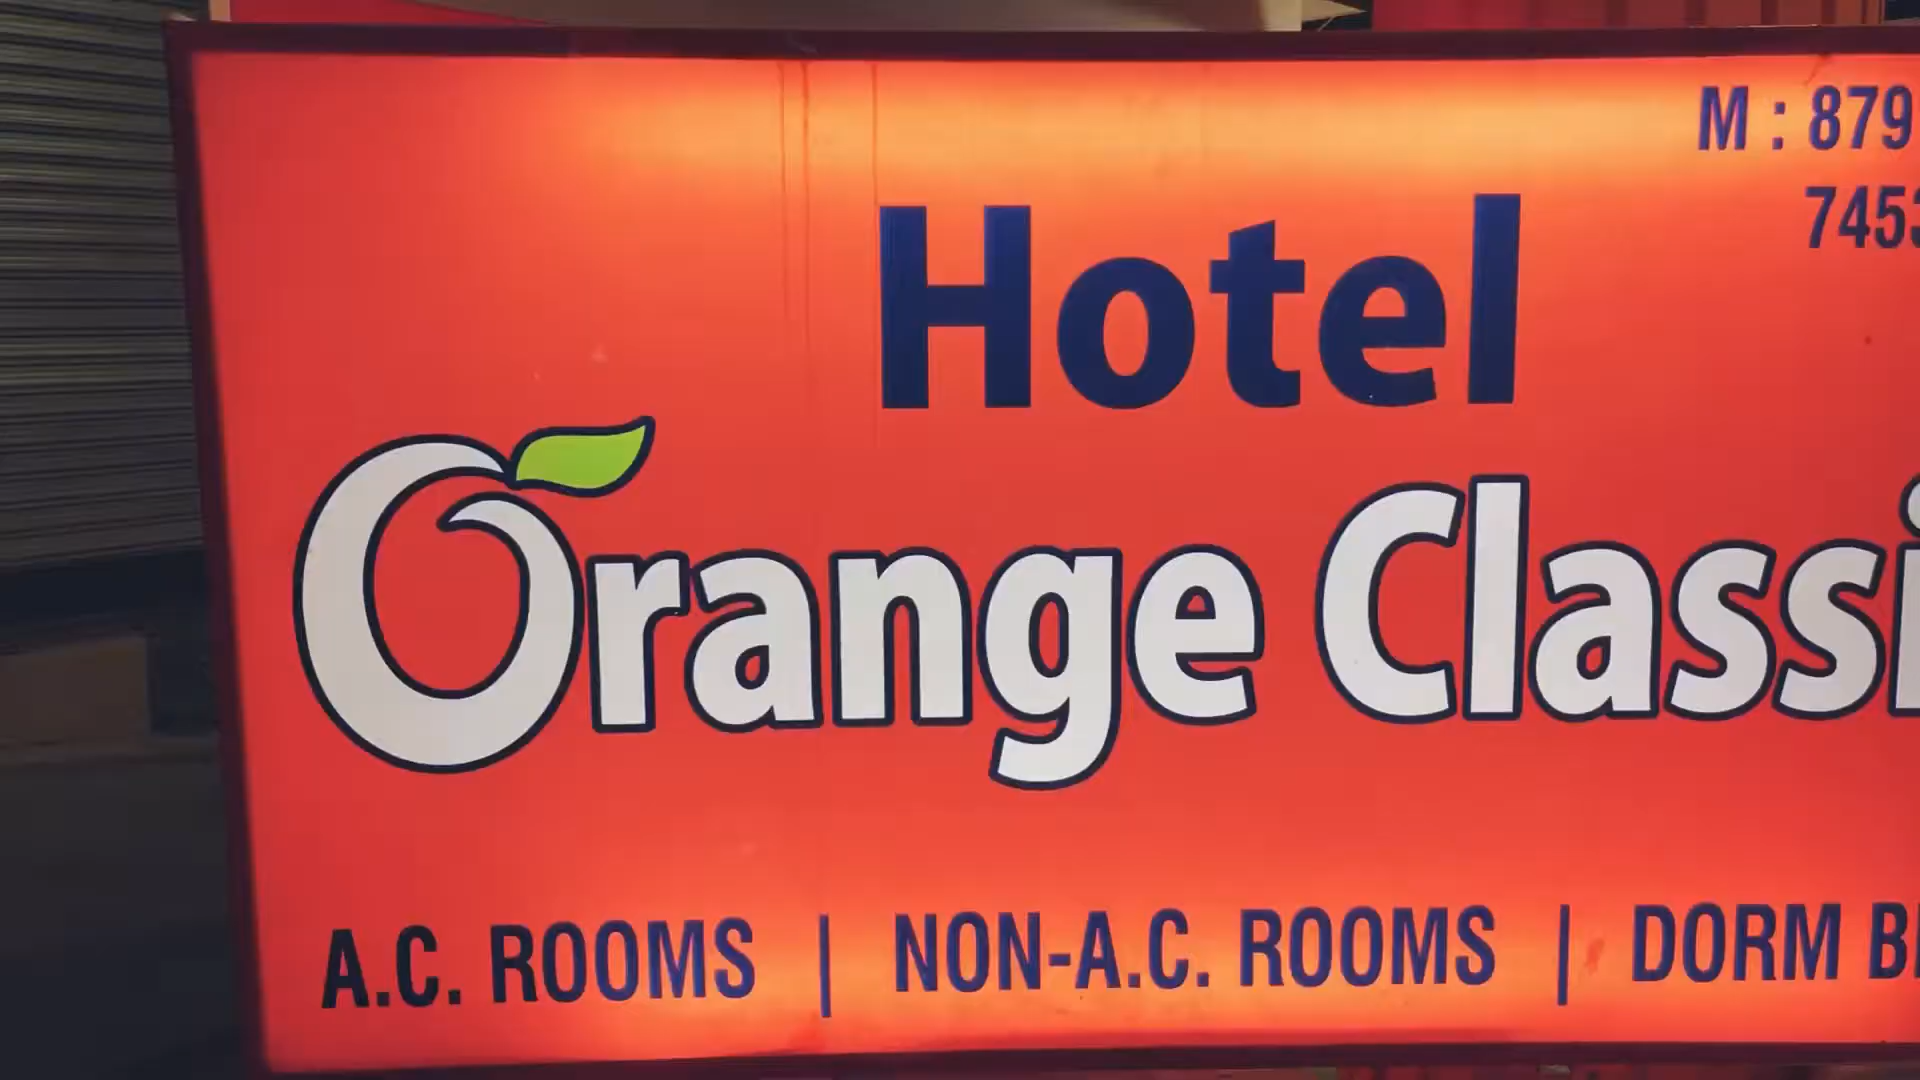 M : 879
7453
Hotel
Orange Classi
A.C. ROOMS | NON-A.C. ROOMS | DORM B